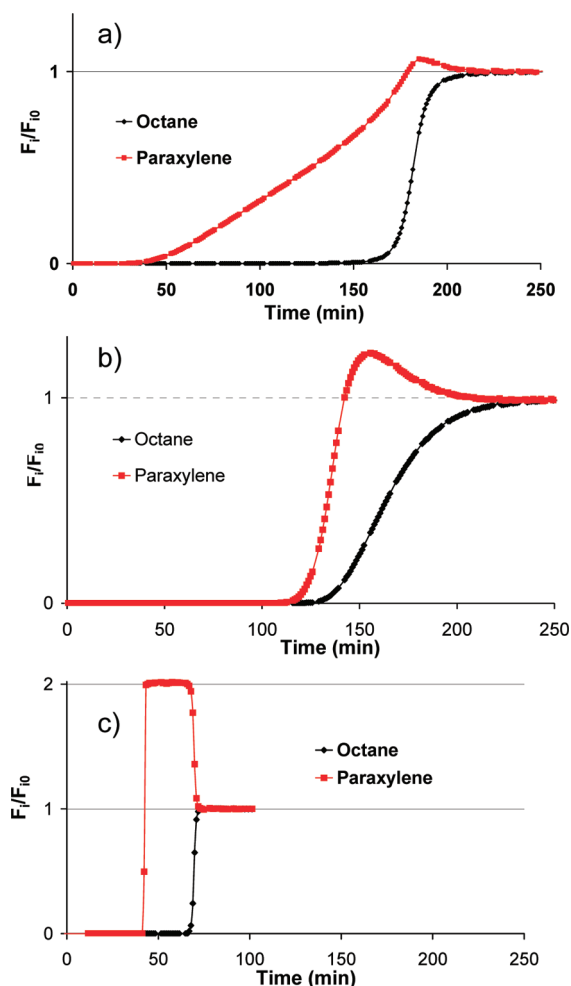 a)
1
Octane
Paraxylene
Fi/Fi0
0
0 50 100 150 200 250
Time (min)
b)
1
Octane
Paraxylene
Fi/Fi0
0
0 50 100 150 200 250
Time (min)
2
c)
Octane
Paraxylene
Fi/Fi0
1
0
0 50 100 150 200 250
Time (min)